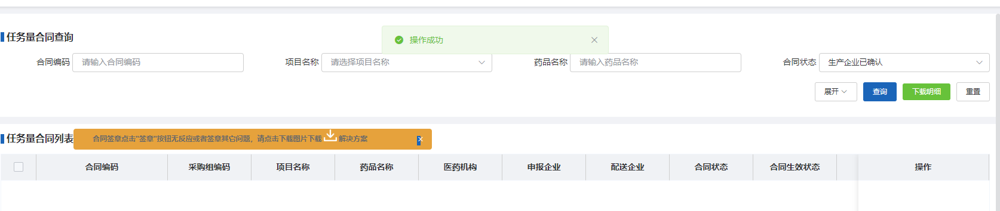 任务量合同查询
操作成功
合同编码 请输入合同编码 项目名称 请选择项目名称 药品名称 请输入药品名称 合同状态 生产企业已确认
展开 查询 下载明细 重置
任务量合同列表 合同签章点击"签章"按钮无反应或者签章其它问题，请点击下载图片下载 解决方案
合同编码 采购组编码 项目名称 药品名称 医药机构 申报企业 配送企业 合同状态 合同生效状态 操作